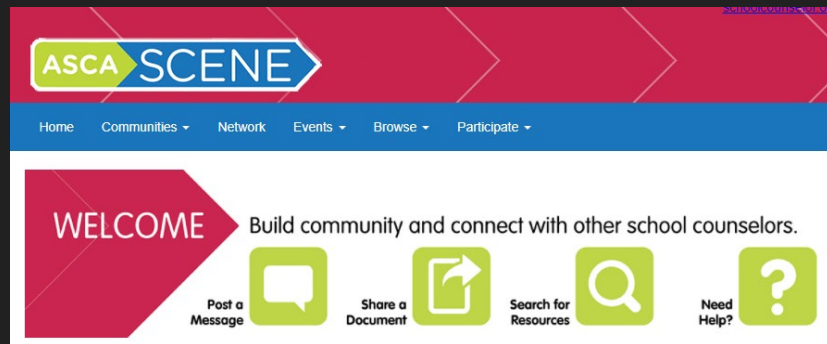 ASCA SCENE
Home Communities Network Events Browse Participate
WELCOME
Build community and connect with other school counselors.
Post a
Message
Share a
Document
Search for
Resources
Need
Help?
?